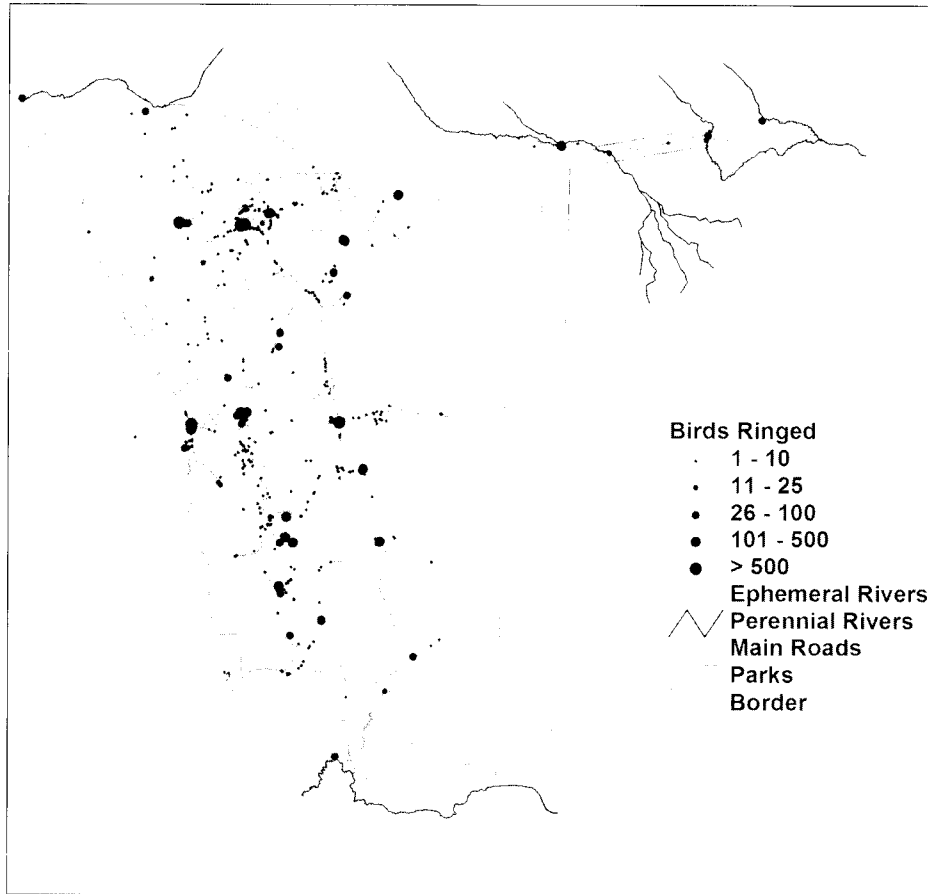 Birds Ringed
1 - 10
11 - 25
26 - 100
101 - 500
> 500
Ephemeral Rivers
Perennial Rivers
Main Roads
Parks
Border